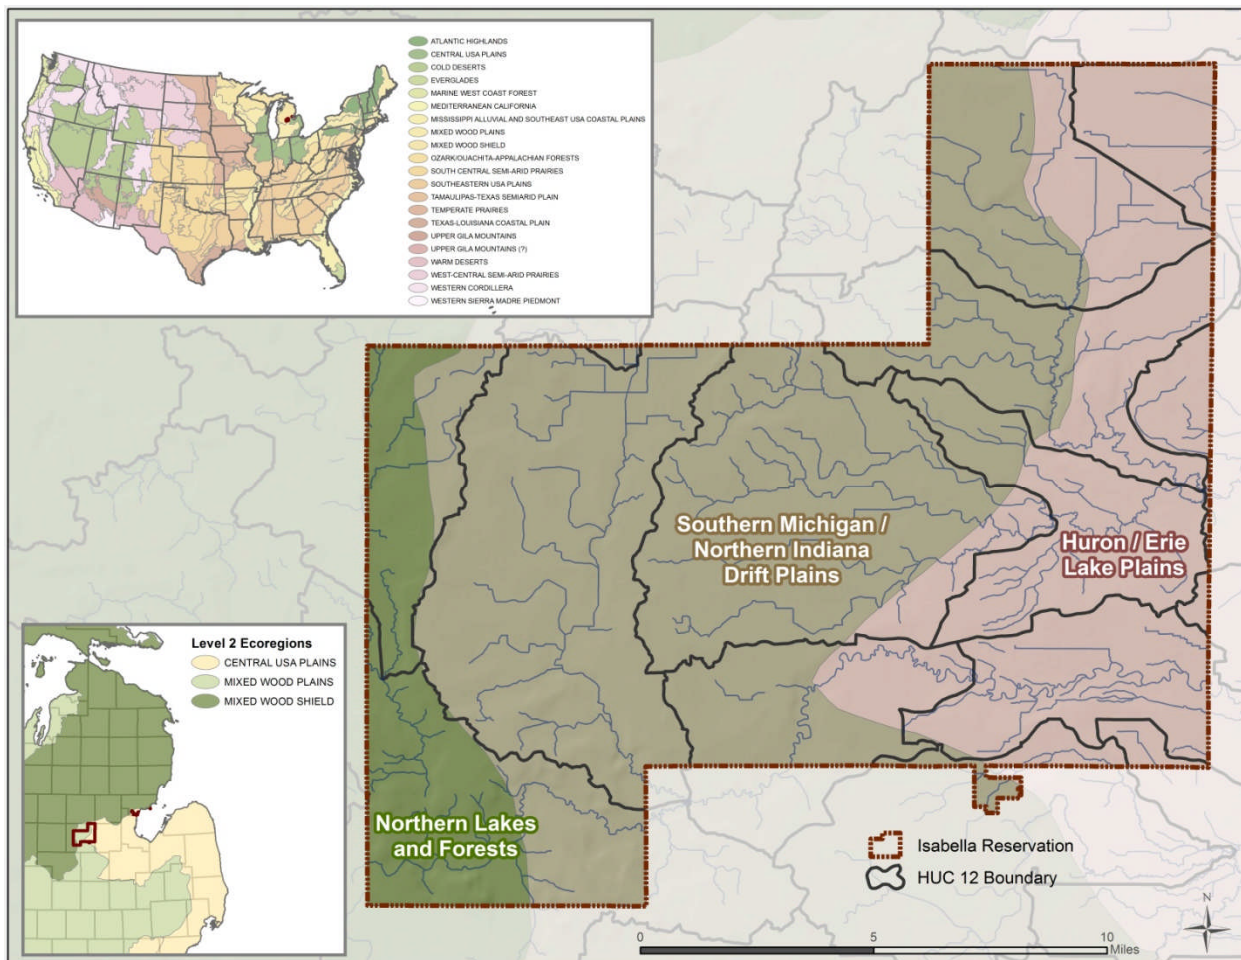 ATLANTIC HIGHLANDS
CENTRAL USA PLAINS
COLD DESERTS
EVERGLADES
MARINE WEST COAST FOREST
MEDITERRANEAN CALIFORNIA
MISSISSIPPI ALLUVIAL AND SOUTHEAST USA COASTAL PLAINS
MIXED WOOD PLAINS
MIXED WOOD SHIELD
OZARK/OUACHITA-APPALACHIAN FORESTS
SOUTH CENTRAL SEMI-ARID PRAIRIES
SOUTHEASTERN USA PLAINS
TAMAULIPAS-TEXAS SEMIARID PLAIN
TEMPERATE PRAIRIES
TEXAS-LOUISIANA COASTAL PLAIN
UPPER GILA MOUNTAINS
UPPER GILA MOUNTAINS (?)
WARM DESERTS
WEST-CENTRAL SEMI-ARID PRAIRIES
WESTERN CORDILLERA
WESTERN SIERRA MADRE PIEDMONT
Southern Michigan /
Northern Indiana
Drift Plains
Huron / Erie
Lake Plains
Level 2 Ecoregions
CENTRAL USA PLAINS
MIXED WOOD PLAINS
MIXED WOOD SHIELD
Northern Lakes
and Forests
Isabella Reservation
HUC 12 Boundary
N
0 5 10
Miles